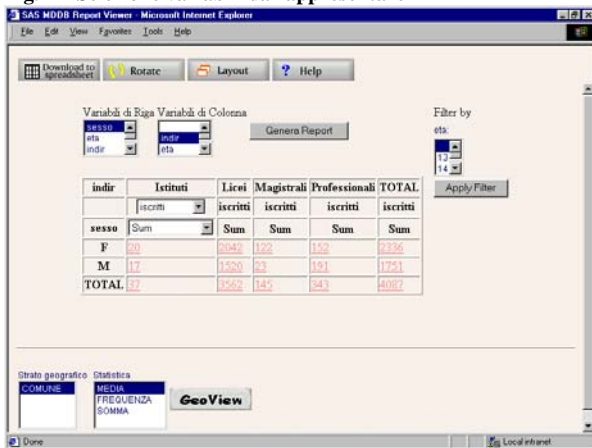 SAS MDDB Report Viewer - Microsoft Internet Explorer
File Edit View Favorites Tools Help
Download to spreadsheet Rotate Layout ? Help
Variabili di Riga Variabili di Colonna Filter by
sesso
eta
indir
indir
eta
Genera Report
eta:
13
14
Apply Filter
indir Istituti Licei Magistrali Professionali TOTAL
iscritti iscritti iscritti iscritti iscritti
sesso Sum Sum Sum Sum Sum
F 20 2042 122 152 2336
M 17 1520 23 191 1751
TOTAL 37 3562 145 343 4087
Strato geografico Statistica
COMUNE
MEDIA
FREQUENZA
SOMMA
GeoView
Done Local intranet